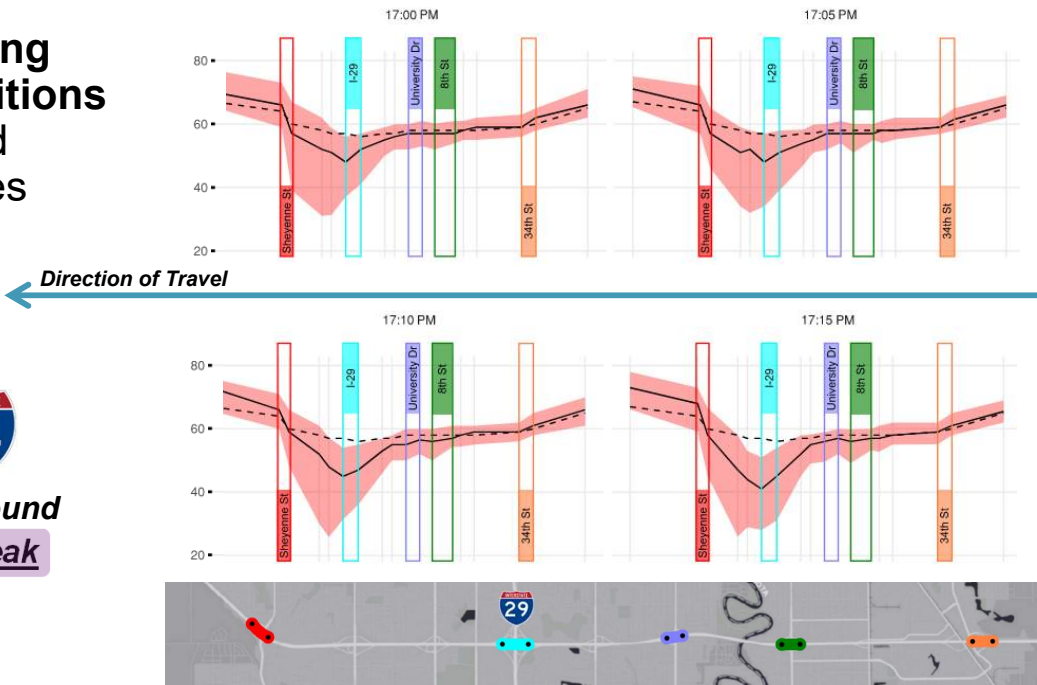 17:00 PM
17:05 PM
ng
itions
d
es
80
60
40
20
Sheyenne St
I-29
University Dr
8th St
34th St
Sheyenne St
I-29
University Dr
8th St
34th St
Direction of Travel
17:10 PM
17:15 PM
80
60
40
20
Sheyenne St
I-29
University Dr
8th St
34th St
Sheyenne St
I-29
University Dr
8th St
34th St
und
eak
INTERSTATE
29